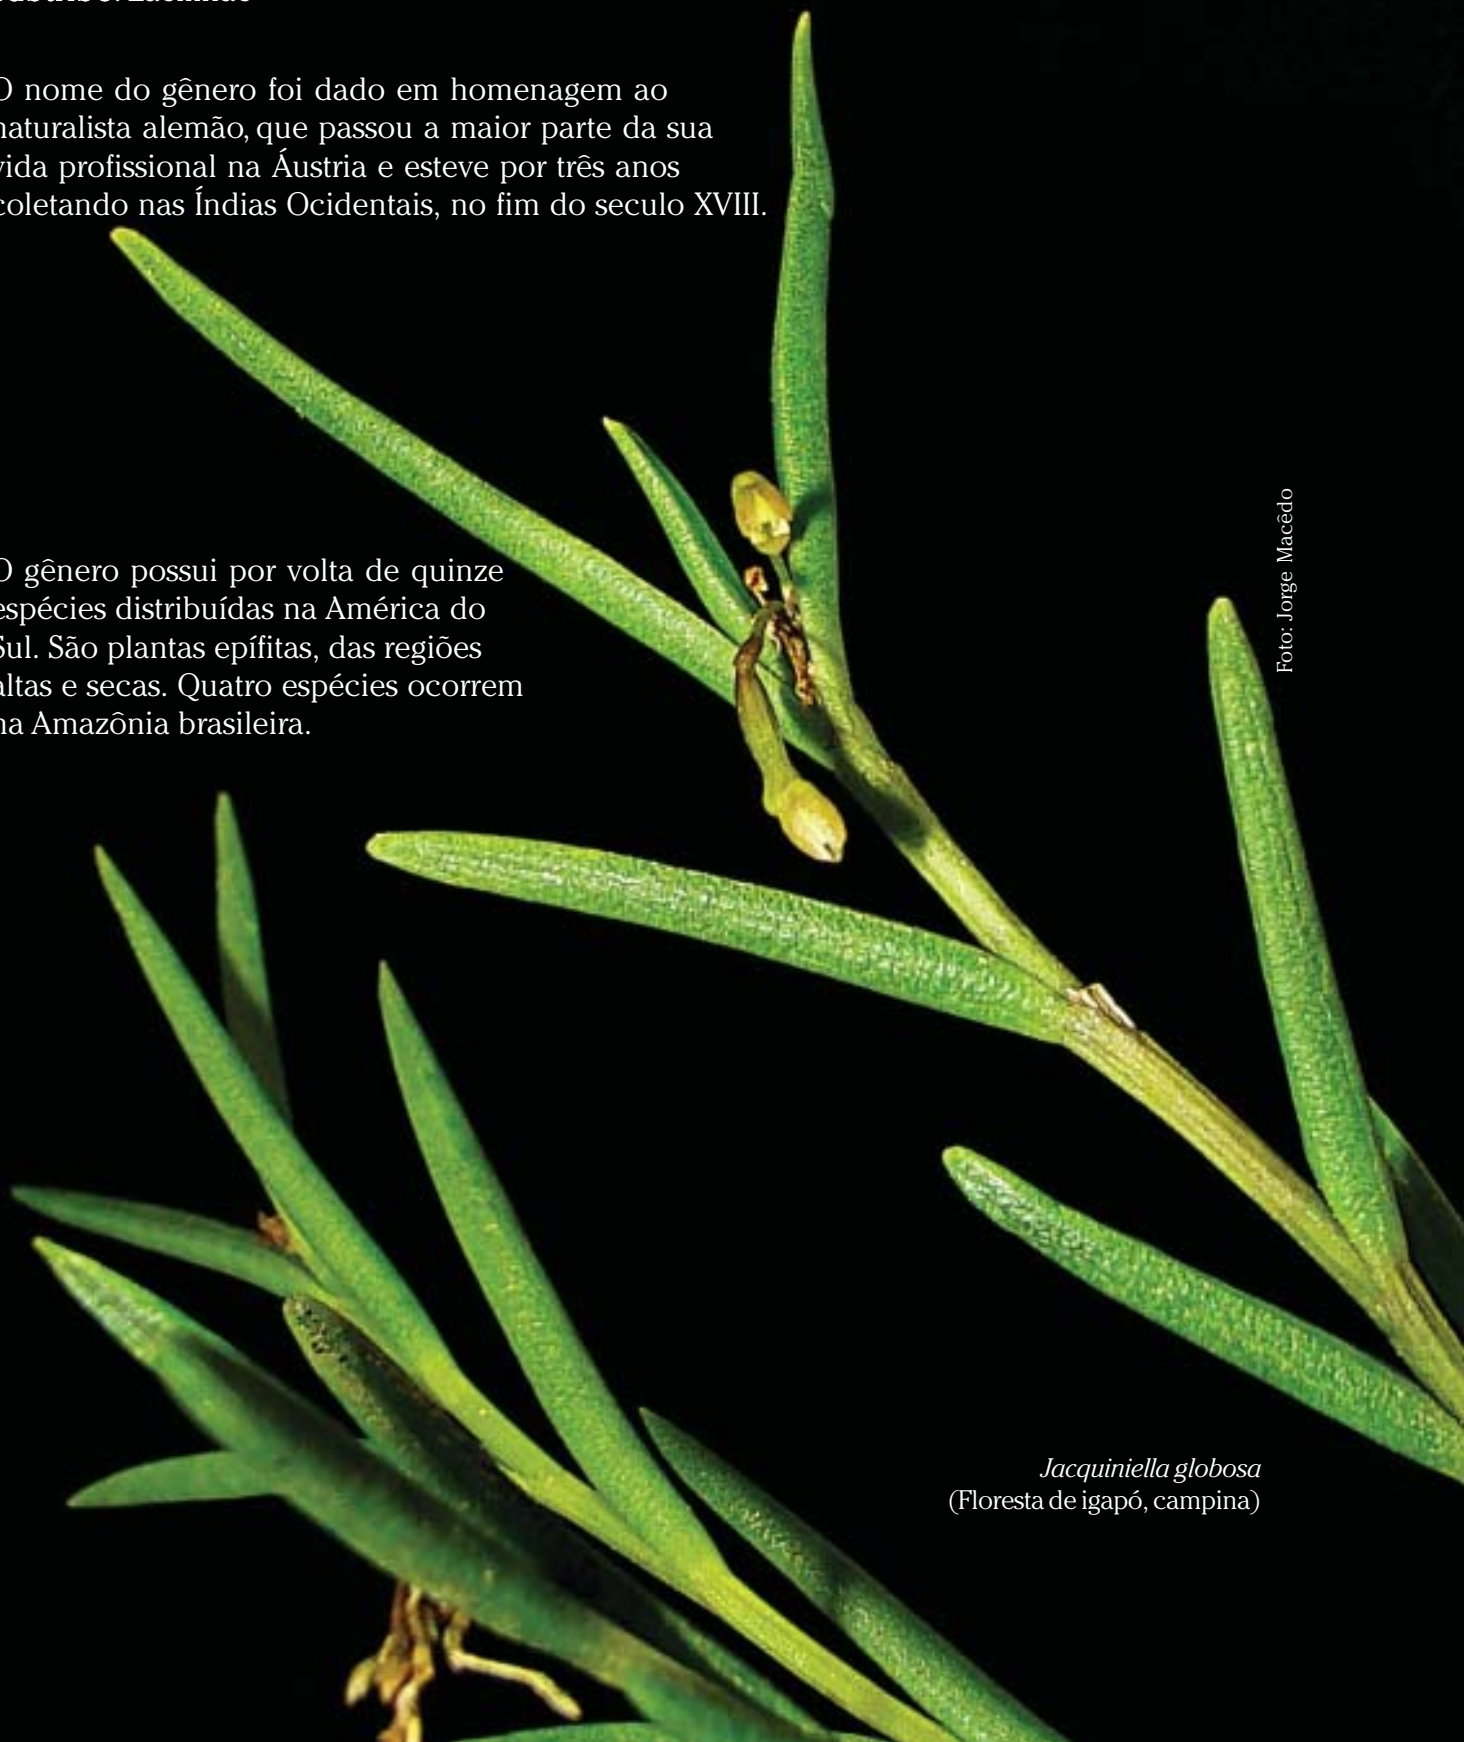 O nome do gênero foi dado em homenagem ao
naturalista alemão, que passou a maior parte da sua
vida profissional na Áustria e esteve por três anos
coletando nas Índias Ocidentais, no fim do seculo XVIII.
O gênero possui por volta de quinze
espécies distribuídas na América do
Sul. São plantas epífitas, das regiões
altas e secas. Quatro espécies ocorrem
na Amazônia brasileira.
Foto: Jorge Macêdo
Jacquiniella globosa
(Floresta de igapó, campina)